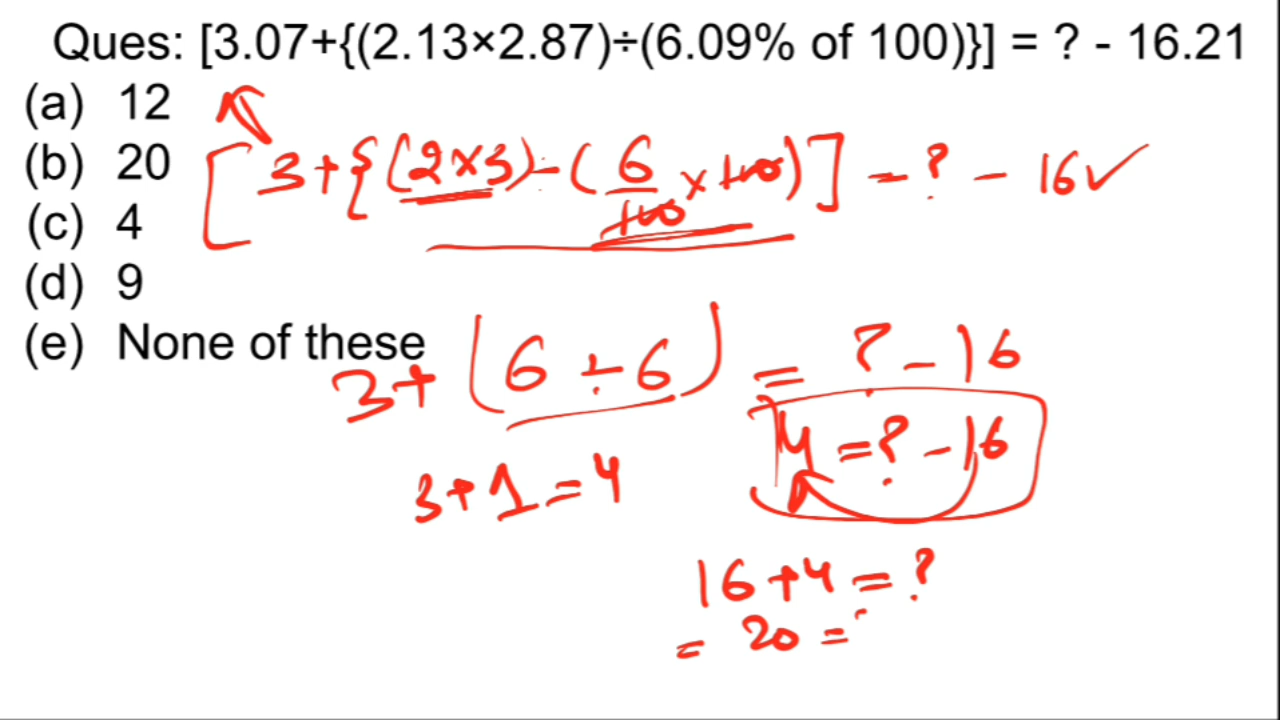 Ques: [3.07+{(2.13×2.87)÷(6.09% of 100)}] = ? - 16.21
(a) 12
(b) 20
(c) 4
(d) 9
(e) None of these
[3+{(2×3)÷(6/100×100)] = ? - 16✓
3+(6÷6) = ? - 16
4 = ? - 16
3+1=4
16+4=?
= 20 = ?